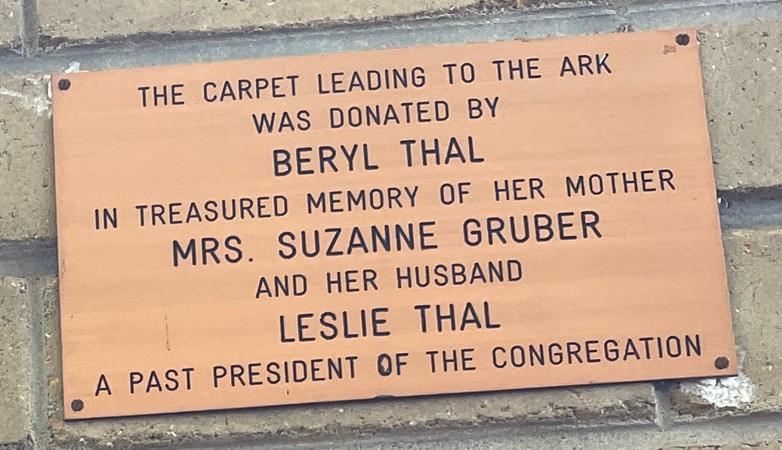 THE CARPET LEADING TO THE ARK
WAS DONATED BY
BERYL THAL
IN TREASURED MEMORY OF HER MOTHER
MRS. SUZANNE GRUBER
AND HER HUSBAND
LESLIE THAL
A PAST PRESIDENT OF THE CONGREGATION